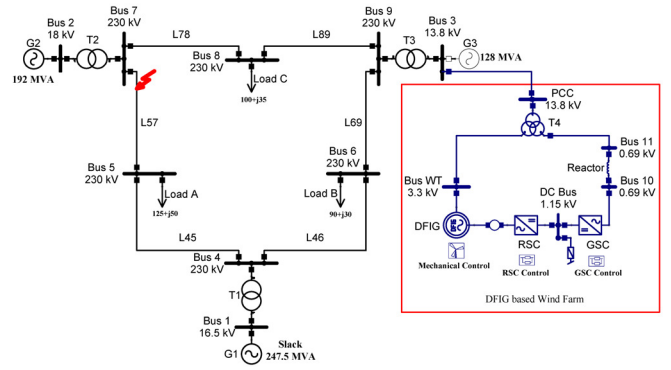 Bus 2
18 kV
G2
192 MVA
T2
Bus 7
230 kV
L78
Bus 8
230 kV
Load C
100+j35
L89
Bus 9
230 kV
T3
Bus 3
13.8 kV
G3
128 MVA
L57
L69
Bus 5
230 kV
Load A
125+j50
Bus 6
230 kV
Load B
90+j30
L45
L46
Bus 4
230 kV
T1
Bus 1
16.5 kV
G1
Slack
247.5 MVA
PCC
13.8 kV
T4
Bus 11
0.69 kV
Reactor
Bus WT
3.3 kV
DC Bus
1.15 kV
Bus 10
0.69 kV
DFIG
RSC
GSC
Mechanical Control
RSC Control
GSC Control
DFIG based Wind Farm